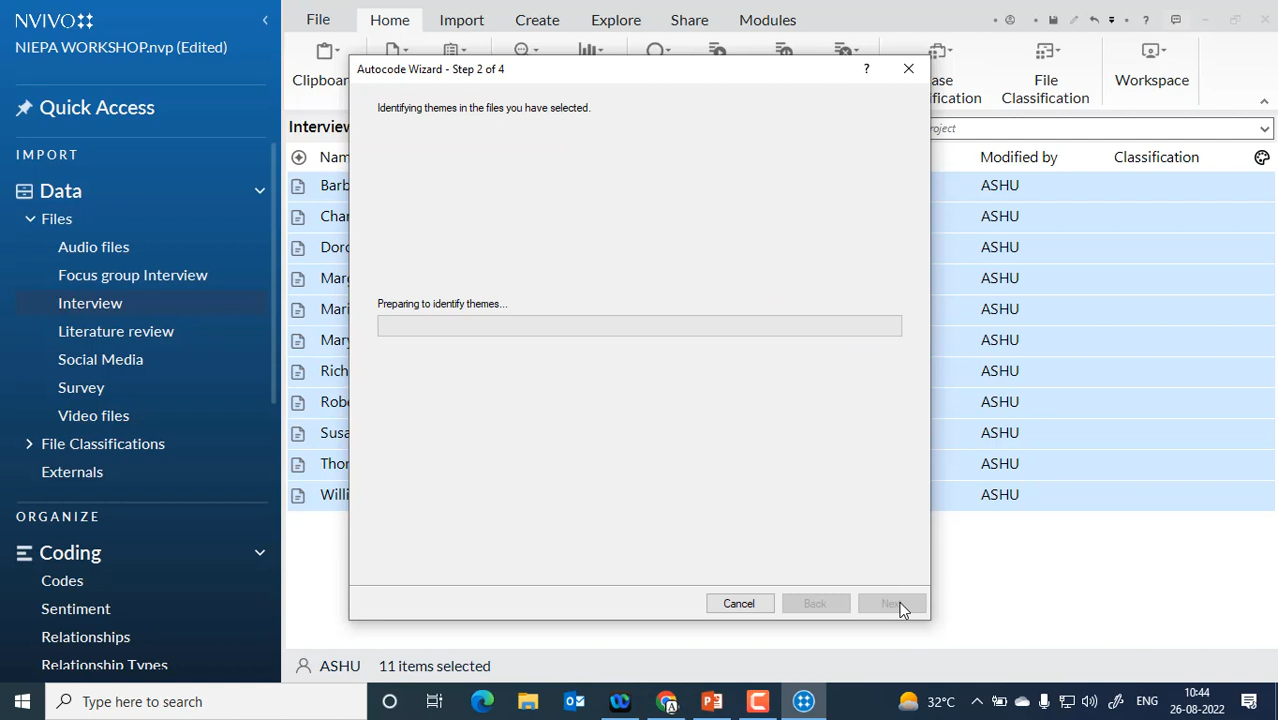 NVIVO
NIEPA WORKSHOP.nvp (Edited)
File Home Import Create Explore Share Modules
Clipboard
File
Classification
Workspace
Quick Access
IMPORT
Data
Files
Audio files
Focus group Interview
Interview
Literature review
Social Media
Survey
Video files
File Classifications
Externals
ORGANIZE
Coding
Codes
Sentiment
Relationships
Relationship Types
Autocode Wizard - Step 2 of 4
?
Identifying themes in the files you have selected.
Preparing to identify themes...
Cancel Back
Interview
Modified by Classification
ASHU
ASHU
ASHU
ASHU
ASHU
ASHU
ASHU
ASHU
ASHU
ASHU
ASHU
ASHU 11 items selected
Type here to search
32°C
ENG
10:44
26-08-2022